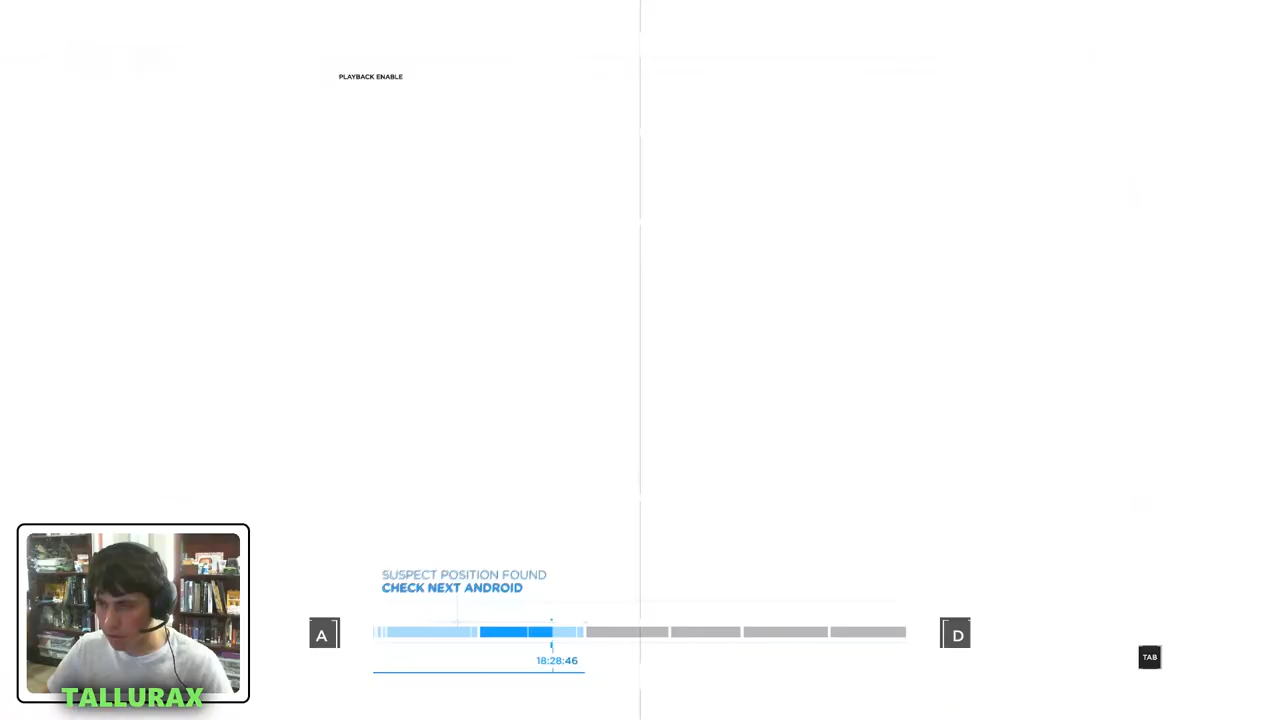 PLAYBACK ENABLE
SUSPECT POSITION FOUND
CHECK NEXT ANDROID
A
D
18:28:46
TAB
TALLURAX